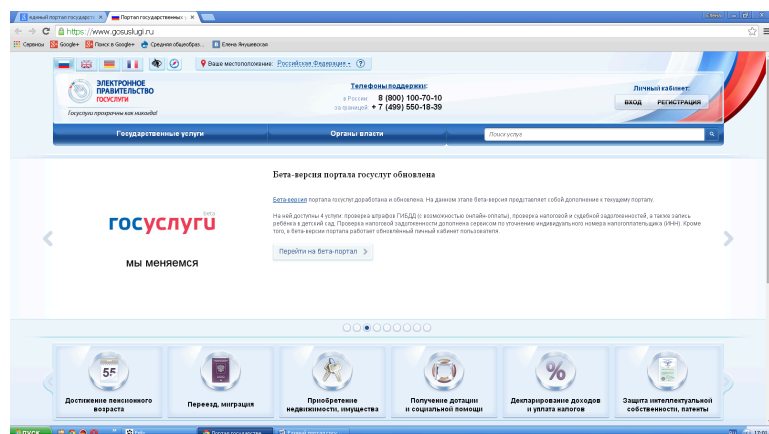 единый портал государств
Портал государственных у
https://www.gosuslugi.ru
Сервисы
Google+
Поиск в Google+
Средняя общеобраз...
Елена Янушевская
Ваше местоположение: Российская Федерация
ЭЛЕКТРОННОЕ
ПРАВИТЕЛЬСТВО
ГОСУСЛУГИ
Госуслуги прозрачны как никогда!
Телефоны поддержки:
в России: 8 (800) 100-70-10
за границей: + 7 (499) 550-18-39
Личный кабинет:
ВХОД РЕГИСТРАЦИЯ
Государственные услуги
Органы власти
Поиск услуг
Бета-версия портала госуслуг обновлена
Бета-версия портала госуслуг доработана и обновлена. На данном этапе бета-версия представляет собой дополнение к текущему порталу.
На ней доступны 4 услуги: проверка штрафов ГИБДД (с возможностью онлайн-оплаты), проверка налоговой и судебной задолженностей, а также запись
ребёнка в детский сад. Проверка налоговой задолженности дополнена сервисом по уточнению индивидуального номера налогоплательщика (ИНН). Кроме
того, в бета-версии портала работает обновлённый личный кабинет пользователя.
Перейти на бета-портал
beta
госуслуги
мы меняемся
55
Достижение пенсионного
возраста
Переезд, миграция
Приобретение
недвижимости, имущества
Получение дотации
и социальной помощи
%
Декларирование доходов
и уплата налогов
Защита интеллектуальной
собственности, патенты
пуск
17:01